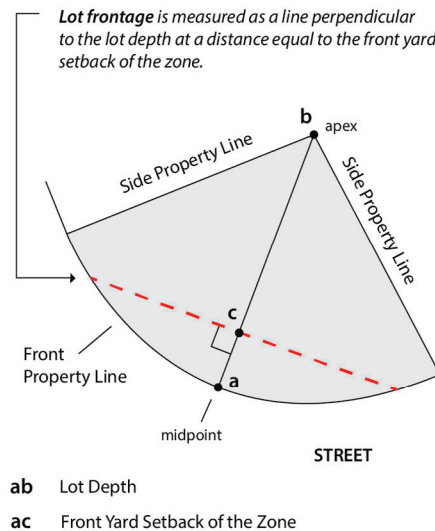 Lot frontage is measured as a line perpendicular
to the lot depth at a distance equal to the front yard
setback of the zone.
b
apex
Side Property Line
Side Property Line
c
Front
Property Line
a
midpoint
STREET
ab Lot Depth
ac Front Yard Setback of the Zone